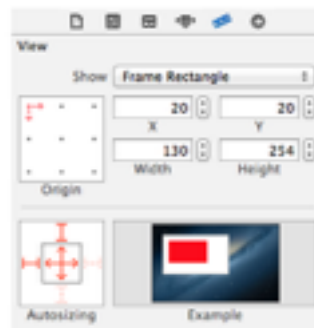 View
Show Frame Rectangle
20 20
X Y
130 254
Width Height
Origin
Autosizing Example